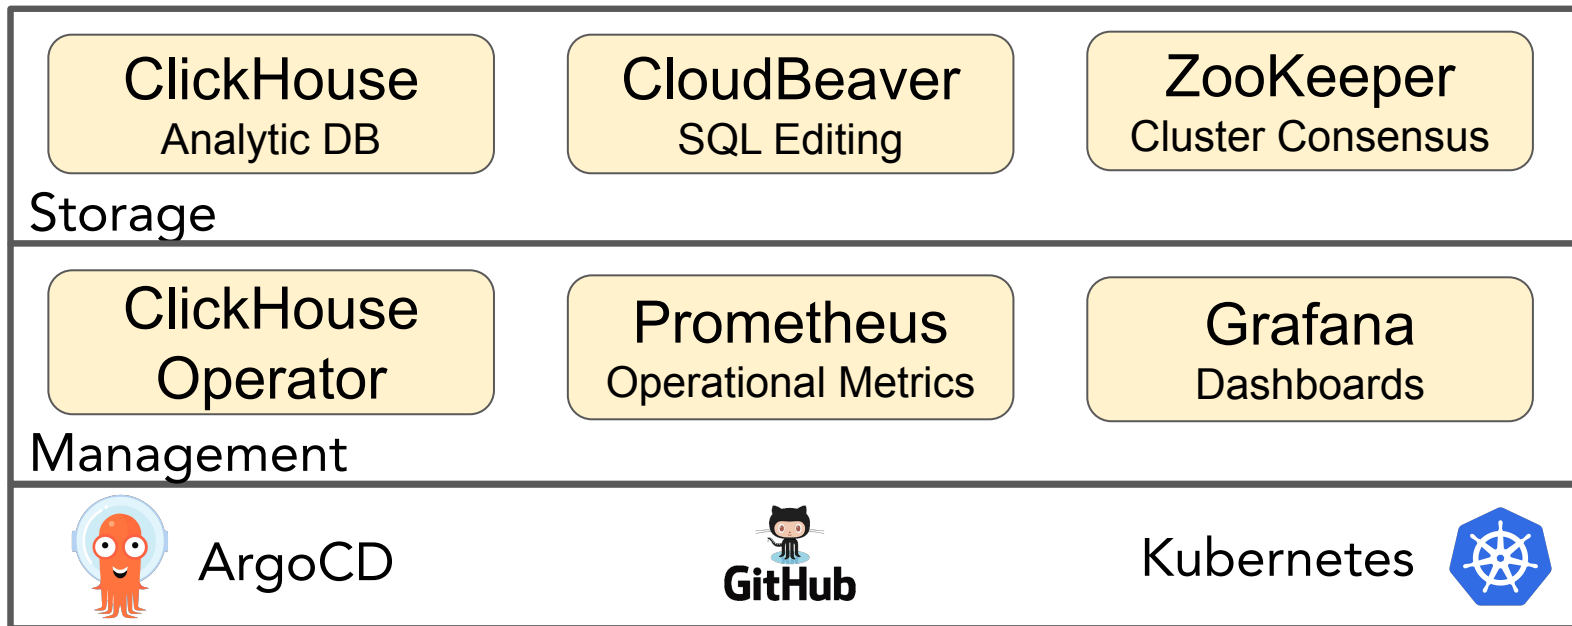 ClickHouse
Analytic DB
CloudBeaver
SQL Editing
ZooKeeper
Cluster Consensus
Storage
ClickHouse
Operator
Prometheus
Operational Metrics
Grafana
Dashboards
Management
ArgoCD
GitHub
Kubernetes